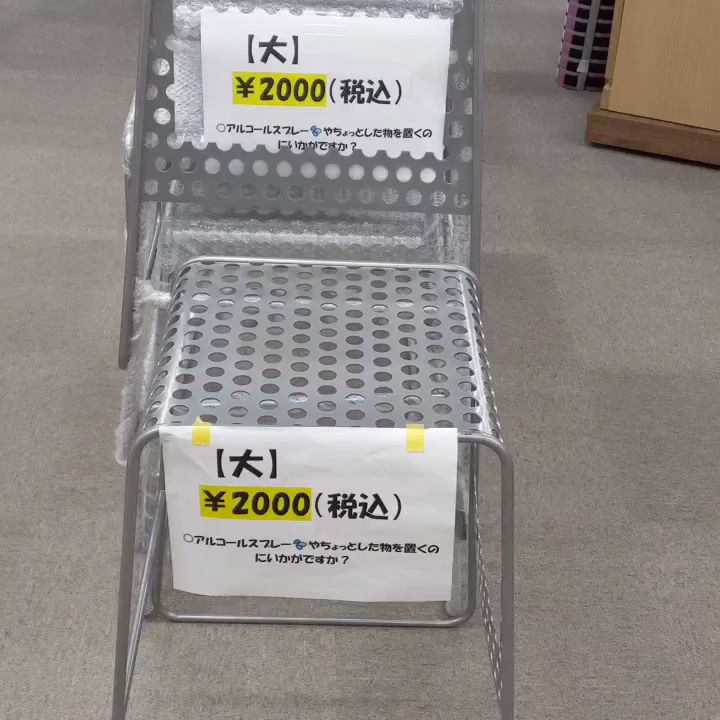 【大】
￥2000(税込)
○アルコールスプレー🫧やちょっとした物を置くの
にいかがですか？
【大】
￥2000(税込)
○アルコールスプレー🫧やちょっとした物を置くの
にいかがですか？